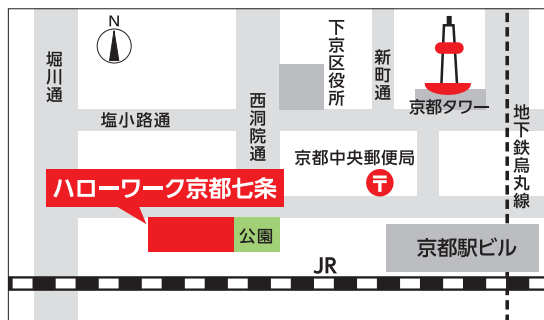 N
堀川通
下京区役所
新町通
京都タワー
塩小路通
西洞院通
地下鉄烏丸線
京都中央郵便局
〒
ハローワーク京都七条
公園
京都駅ビル
JR